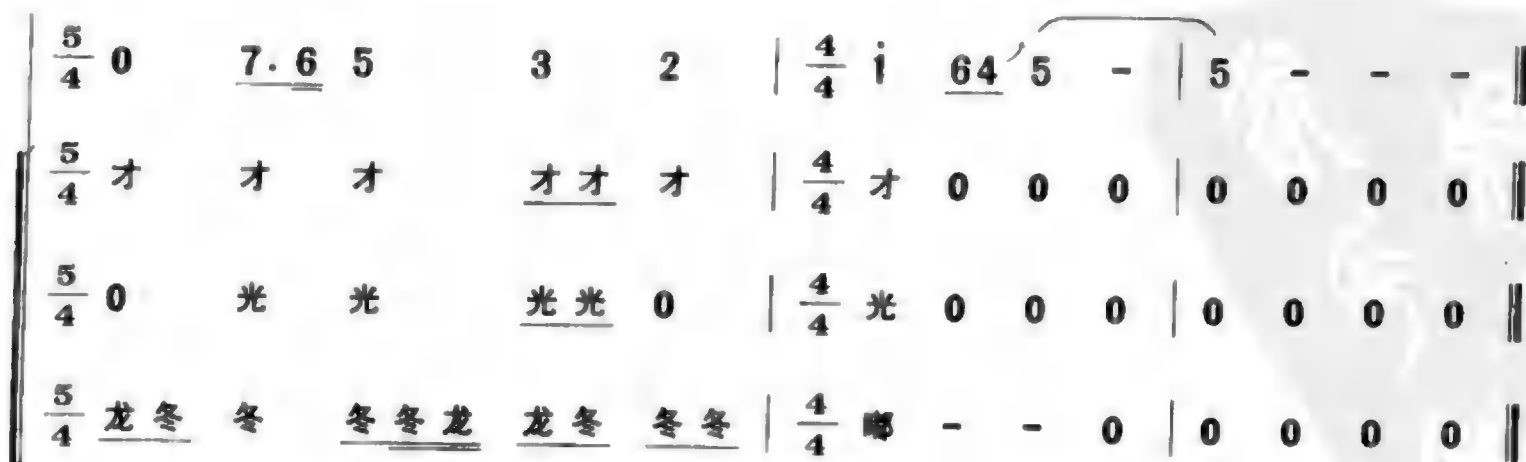 5/4 0 7.6 5 3 2 | 4/4 i 64 5 - | 5 - - - ‖
5/4 才 才 才 才才 才 | 4/4 才 0 0 0 | 0 0 0 0 ‖
5/4 0 光 光 光光 0 | 4/4 光 0 0 0 | 0 0 0 0 ‖
5/4 龙冬 冬 冬冬龙 龙冬 冬冬 | 4/4 - - 0 | 0 0 0 0